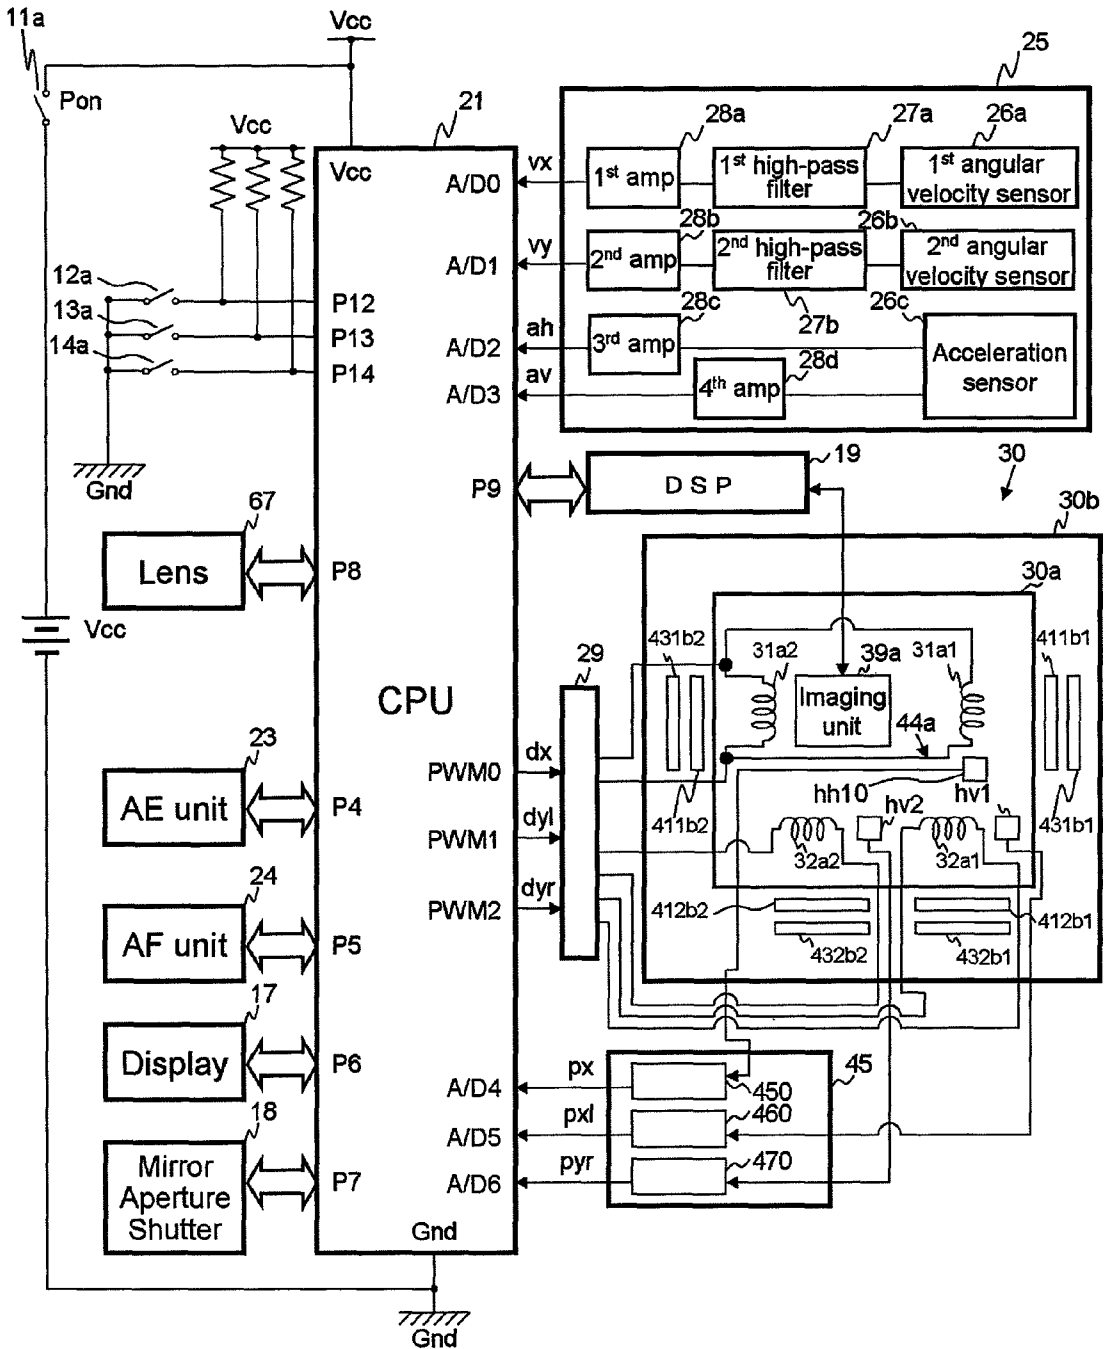 11a
Pon
Vcc
Vcc
21
Vcc
12a
13a
14a
P12
P13
P14
Gnd
A/D0
A/D1
A/D2
A/D3
vx
vy
ah
av
25
28a
27a
26a
1st amp
1st high-pass filter
1st angular velocity sensor
28b
26b
2nd amp
2nd high-pass filter
2nd angular velocity sensor
28c
27b
26c
3rd amp
28d
4th amp
Acceleration sensor
P9
19
DSP
30
30b
30a
67
Lens
P8
Vcc
CPU
29
431b2
31a2
39a
31a1
411b1
Imaging unit
44a
411b2
hh10
hv1
hv2
431b1
32a2
32a1
412b2
412b1
432b2
432b1
23
AE unit
P4
PWM0
dx
PWM1
dyl
PWM2
dyr
24
AF unit
P5
17
Display
P6
18
Mirror
Aperture
Shutter
P7
A/D4
px
450
45
A/D5
pxl
460
A/D6
pyr
470
Gnd
Gnd